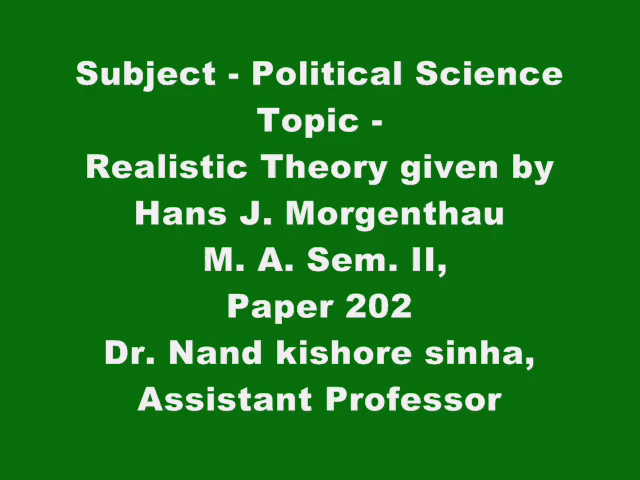 Subject - Political Science
Topic -
Realistic Theory given by
Hans J. Morgenthau
M. A. Sem. II,
Paper 202
Dr. Nand kishore sinha,
Assistant Professor